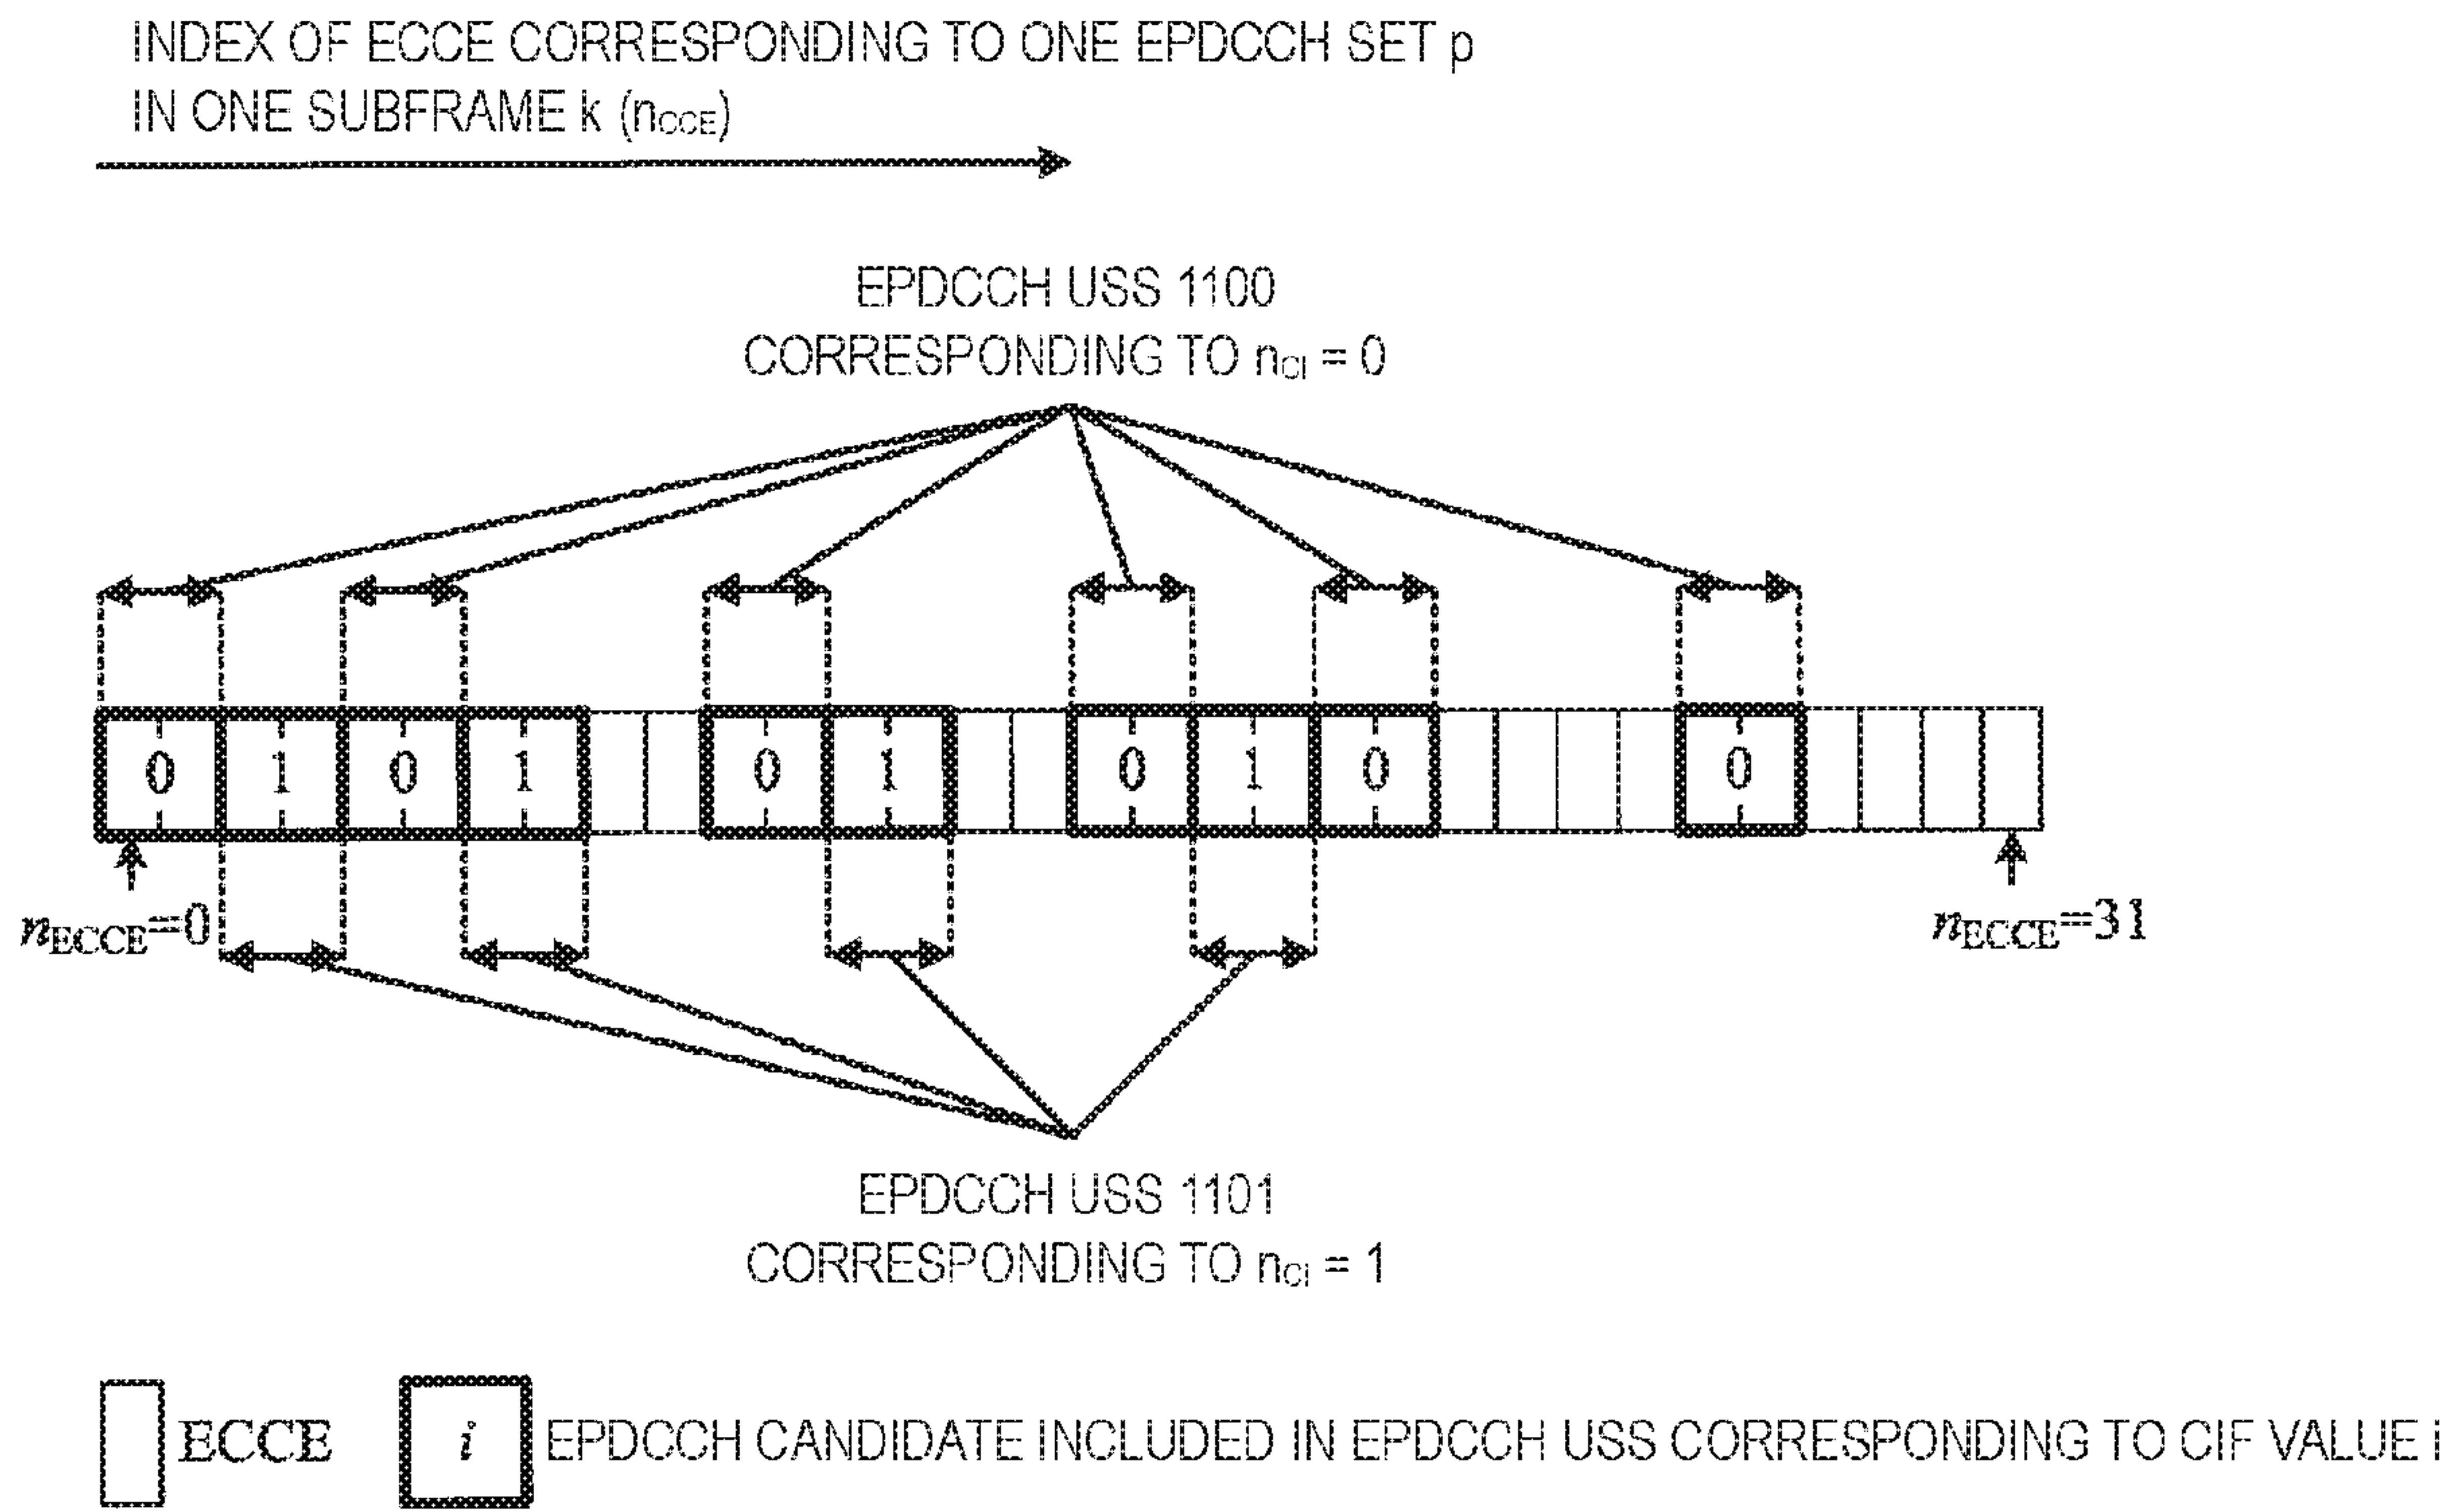 INDEX OF ECCE CORRESPONDING TO ONE EPDCCH SET p
IN ONE SUBFRAME k (nCCE)
EPDCCH USS 1100
CORRESPONDING TO nCI = 0
0 1 0 1 0 1 0 1 0 0
nECCE=0
nECCE=31
EPDCCH USS 1101
CORRESPONDING TO nCI = 1
ECCE
i
EPDCCH CANDIDATE INCLUDED IN EPDCCH USS CORRESPONDING TO CIF VALUE i